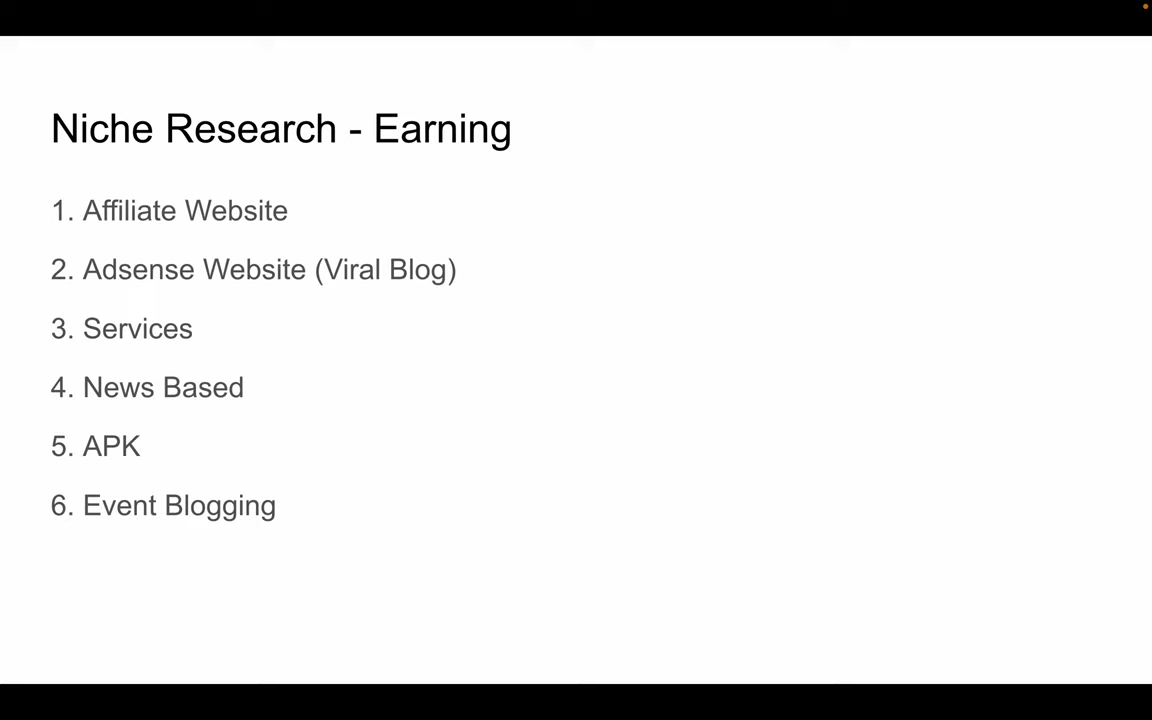 Niche Research - Earning
1. Affiliate Website
2. Adsense Website (Viral Blog)
3. Services
4. News Based
5. APK
6. Event Blogging